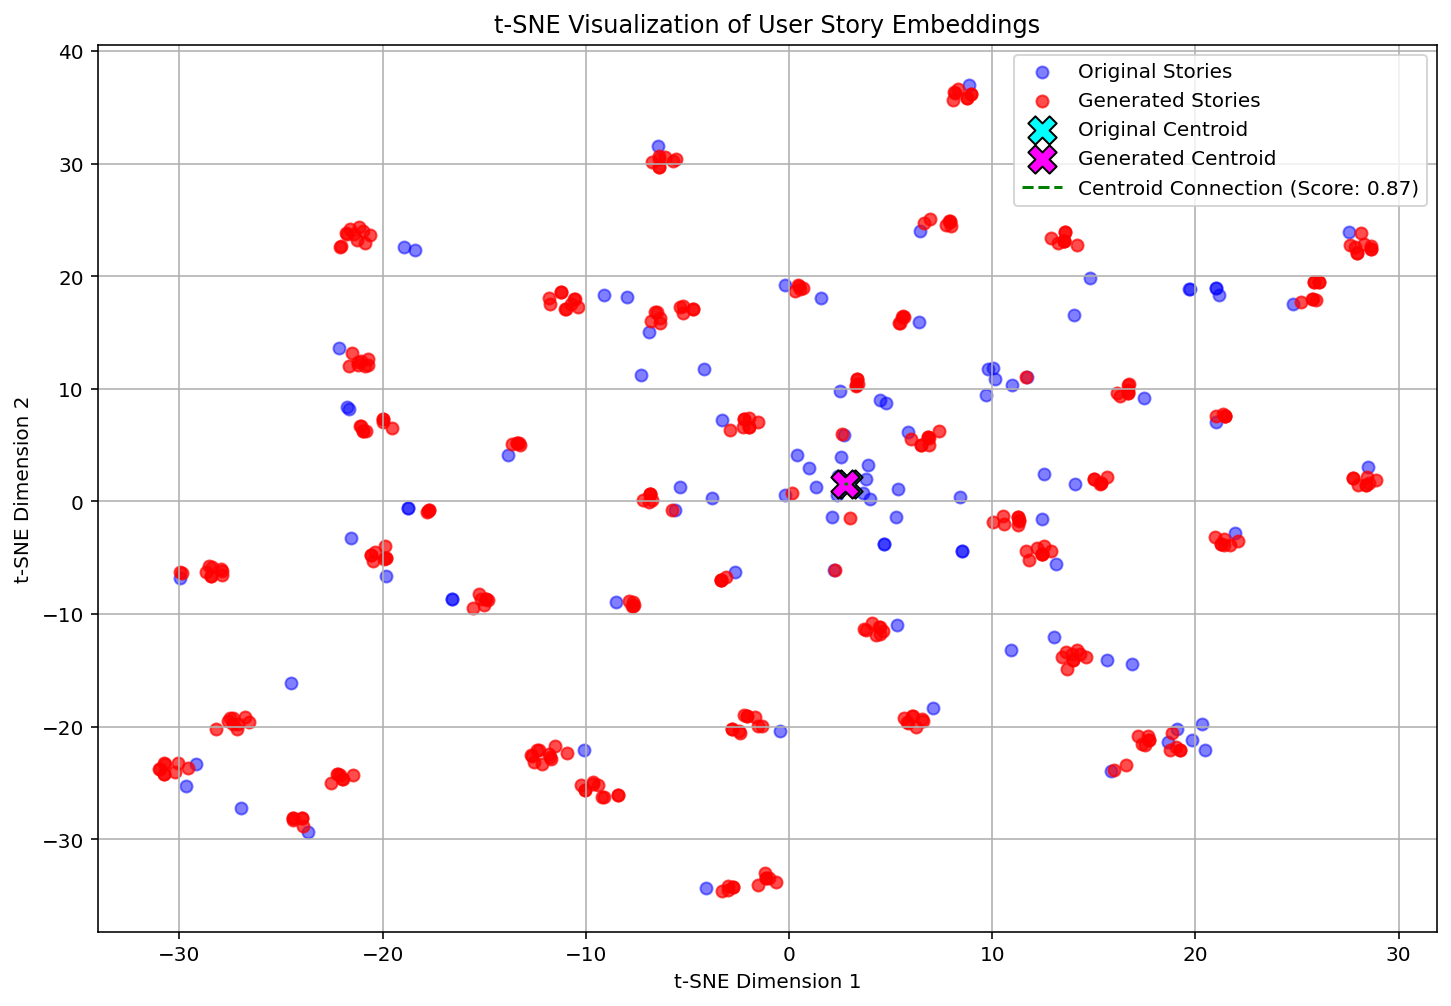 t-SNE Visualization of User Story Embeddings
Original Stories
Generated Stories
Original Centroid
Generated Centroid
Centroid Connection (Score: 0.87)
t-SNE Dimension 2
40
30
20
10
0
−10
−20
−30
−30
−20
−10
0
10
20
30
t-SNE Dimension 1